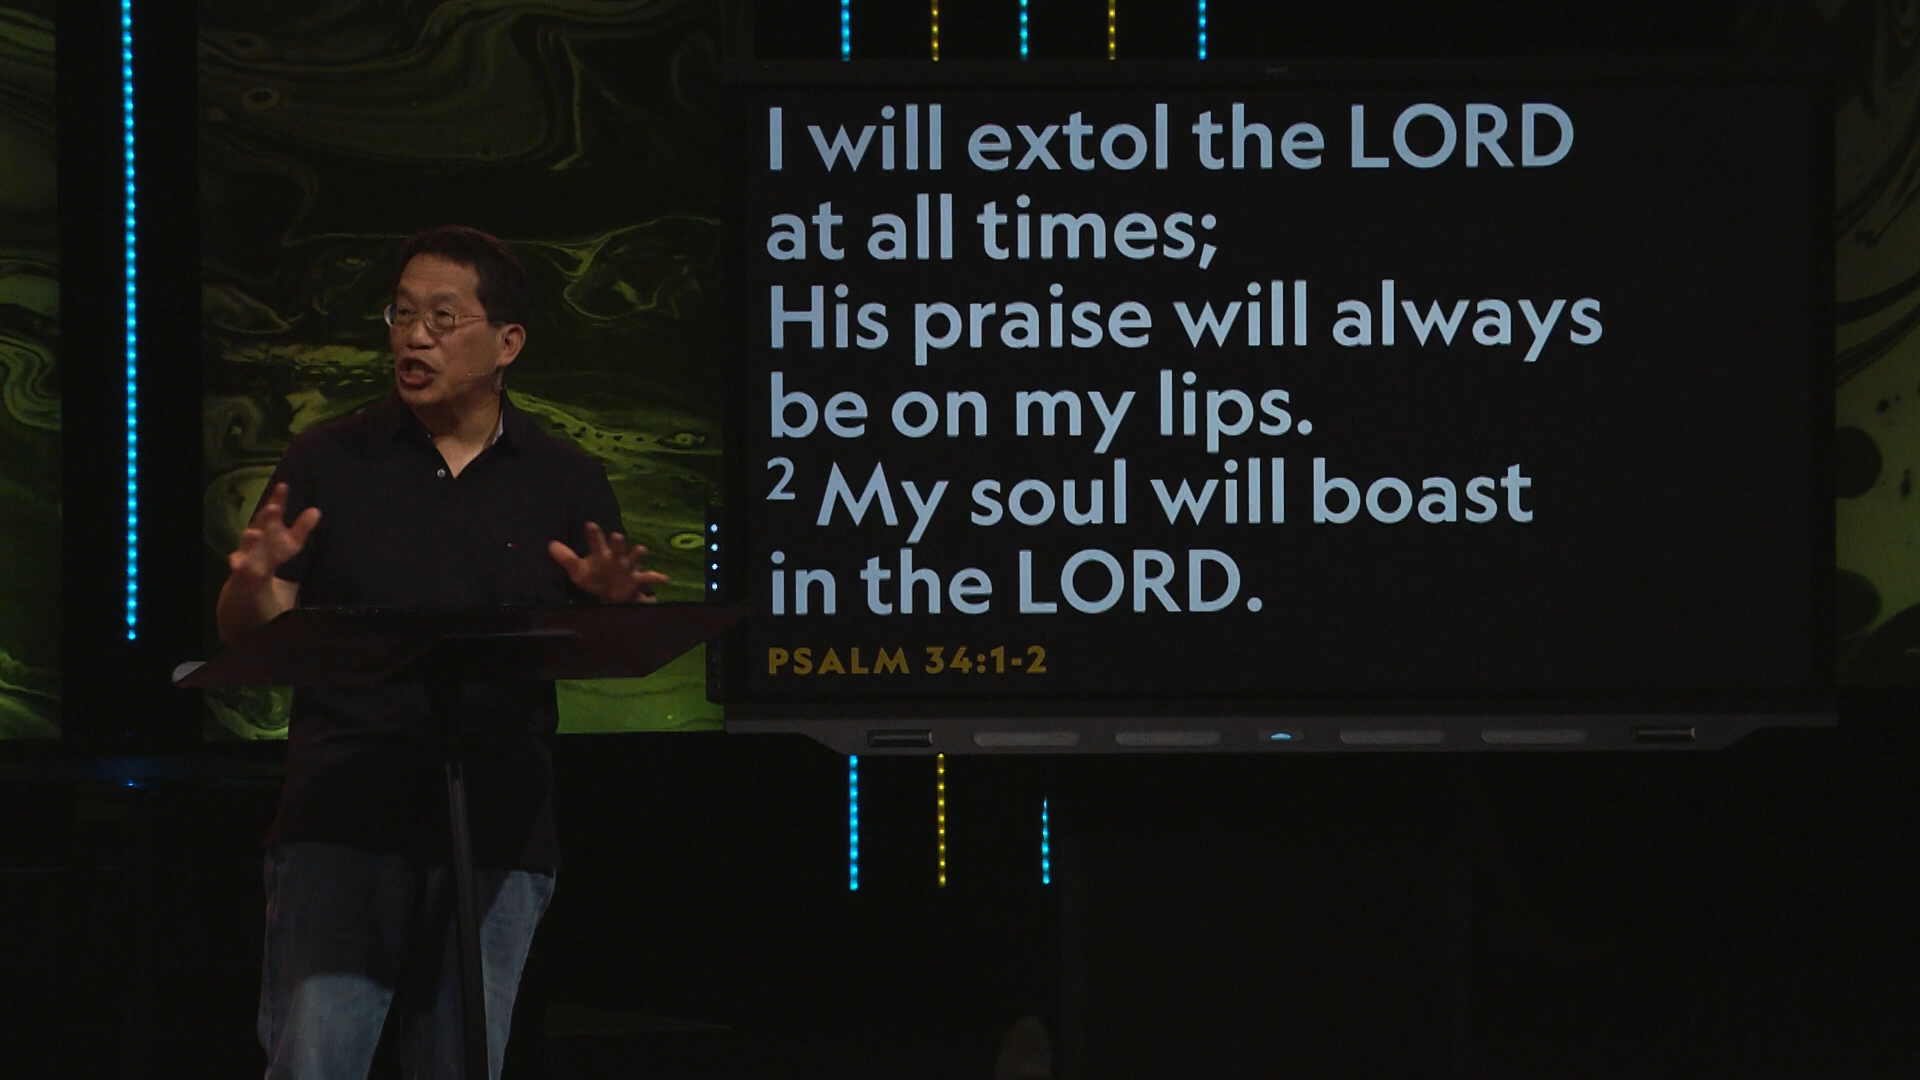 I will extol the LORD
at all times;
His praise will always
be on my lips.
² My soul will boast
in the LORD.
PSALM 34:1-2